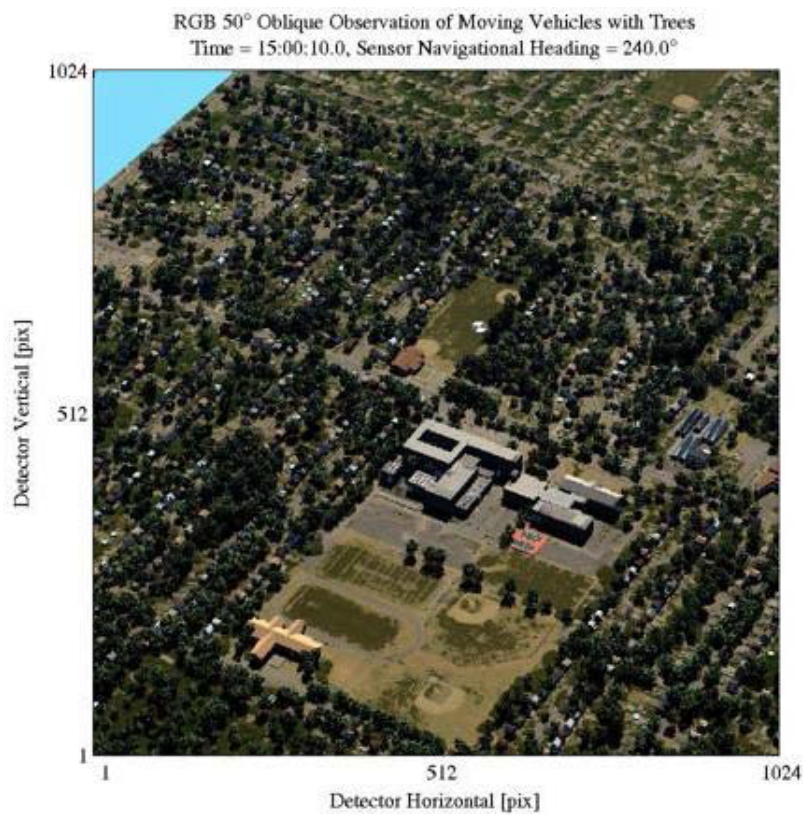 RGB 50° Oblique Observation of Moving Vehicles with Trees
Time = 15:00:10.0, Sensor Navigational Heading = 240.0°
1024
Detector Vertical [pix]
512
1
1
512
1024
Detector Horizontal [pix]